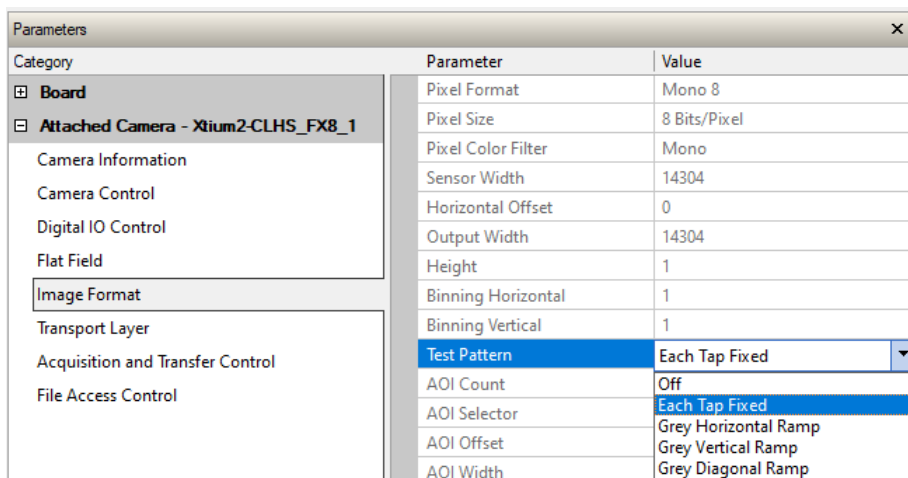 Parameters ×
Category Parameter Value
Board Pixel Format Mono 8
Attached Camera - Xtium2-CLHS_FX8_1 Pixel Size 8 Bits/Pixel
Camera Information Pixel Color Filter Mono
Camera Control Sensor Width 14304
Digital IO Control Horizontal Offset 0
Flat Field Output Width 14304
Image Format Height 1
Transport Layer Binning Horizontal 1
Acquisition and Transfer Control Binning Vertical 1
File Access Control Test Pattern Each Tap Fixed
AOI Count Off
Each Tap Fixed
AOI Selector Grey Horizontal Ramp
AOI Offset Grey Vertical Ramp
AOI Width Grey Diagonal Ramp